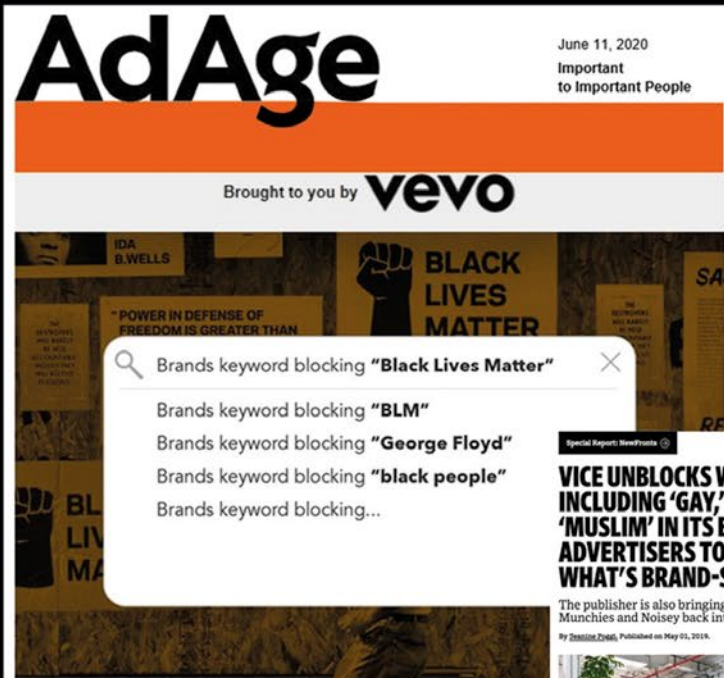 AdAge
June 11, 2020
Important
to Important People
Brought to you by vevo
IDA
B.WELLS
BLACK
LIVES
MATTER
"POWER IN DEFENSE OF
FREEDOM IS GREATER THAN
SA
Brands keyword blocking "Black Lives Matter"
Brands keyword blocking "BLM"
Brands keyword blocking "George Floyd"
Brands keyword blocking "black people"
Brands keyword blocking...
BL
LIV
MA
RE
Special Report: NewFronts
VICE UNBLOCKS W
INCLUDING 'GAY,'
'MUSLIM' IN ITS
ADVERTISERS TO
WHAT'S BRAND-S
The publisher is also bringing
Munchies and Noisey back int
By Jeanine Poggi, Published on May 01, 2019.